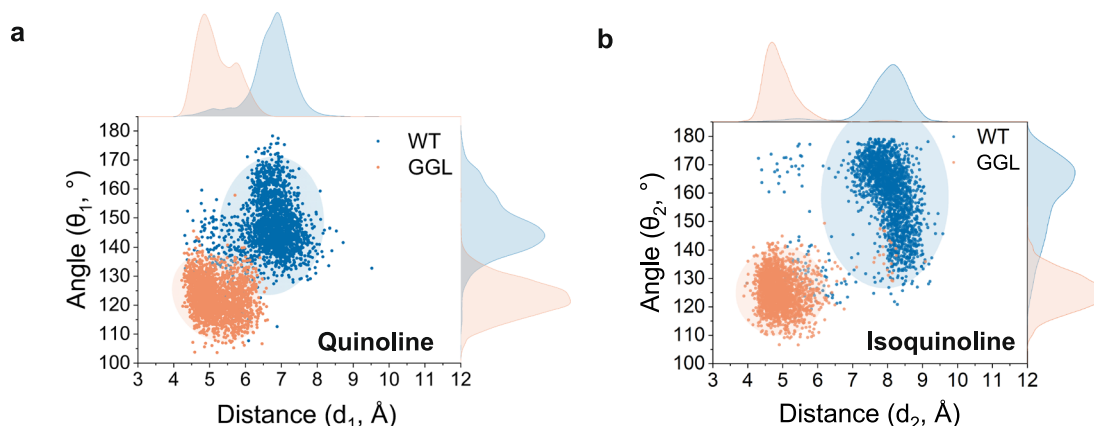 a
180
170
160
150
140
130
120
110
100
Angle (θ₁, °)
WT
GGL
Quinoline
3 4 5 6 7 8 9 10 11 12
Distance (d₁, Å)
b
180
170
160
150
140
130
120
110
100
Angle (θ₂, °)
WT
GGL
Isoquinoline
3 4 5 6 7 8 9 10 11 12
Distance (d₂, Å)